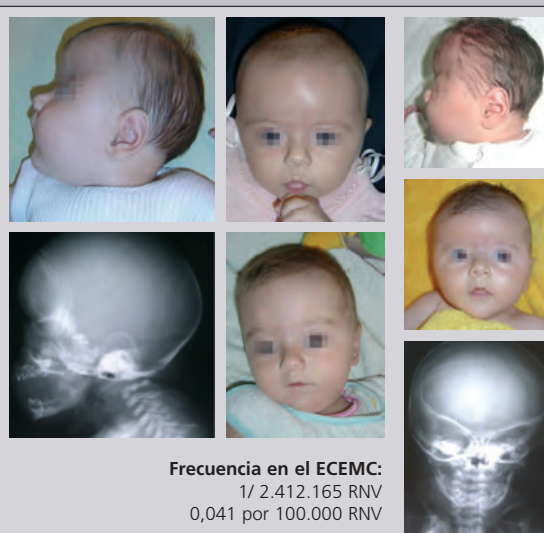 Frecuencia en el ECEMC:
1/ 2.412.165 RNV
0,041 por 100.000 RNV